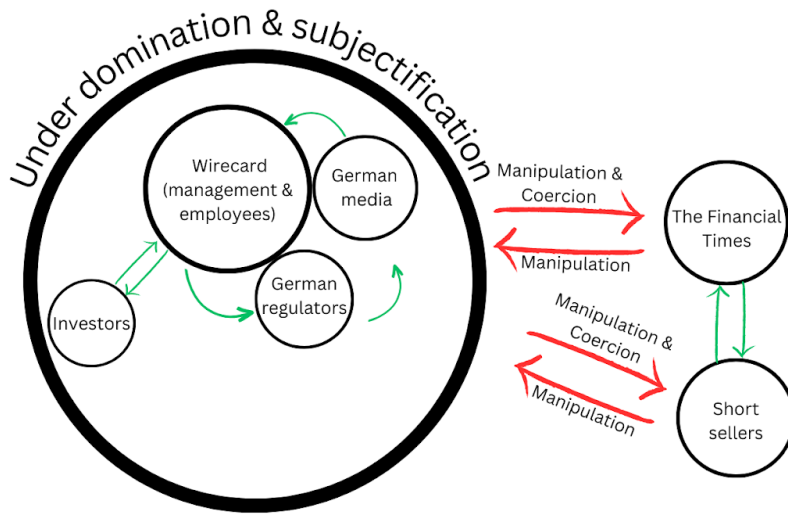 Under domination & subjectification
Wirecard
(management &
employees)
German
media
German
regulators
Investors
Manipulation &
Coercion
Manipulation
The Financial
Times
Manipulation &
Coercion
Manipulation
Short
sellers